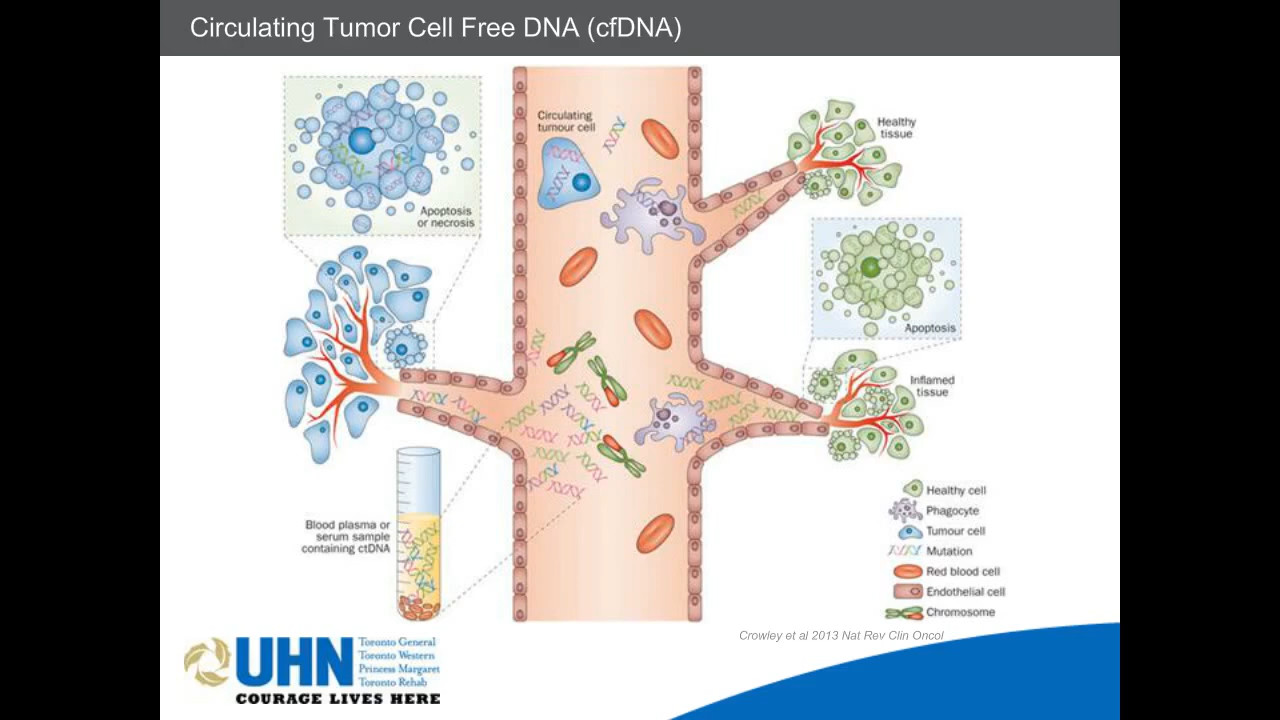 Circulating Tumor Cell Free DNA (cfDNA)
Circulating
tumour cell
Healthy
tissue
Apoptosis
or necrosis
Apoptosis
Inflamed
tissue
Blood plasma or
serum sample
containing ctDNA
Healthy cell
Phagocyte
Tumour cell
Mutation
Red blood cell
Endothelial cell
Chromosome
Crowley et al 2013 Nat Rev Clin Oncol
UHN
Toronto General
Toronto Western
Princess Margaret
Toronto Rehab
COURAGE LIVES HERE